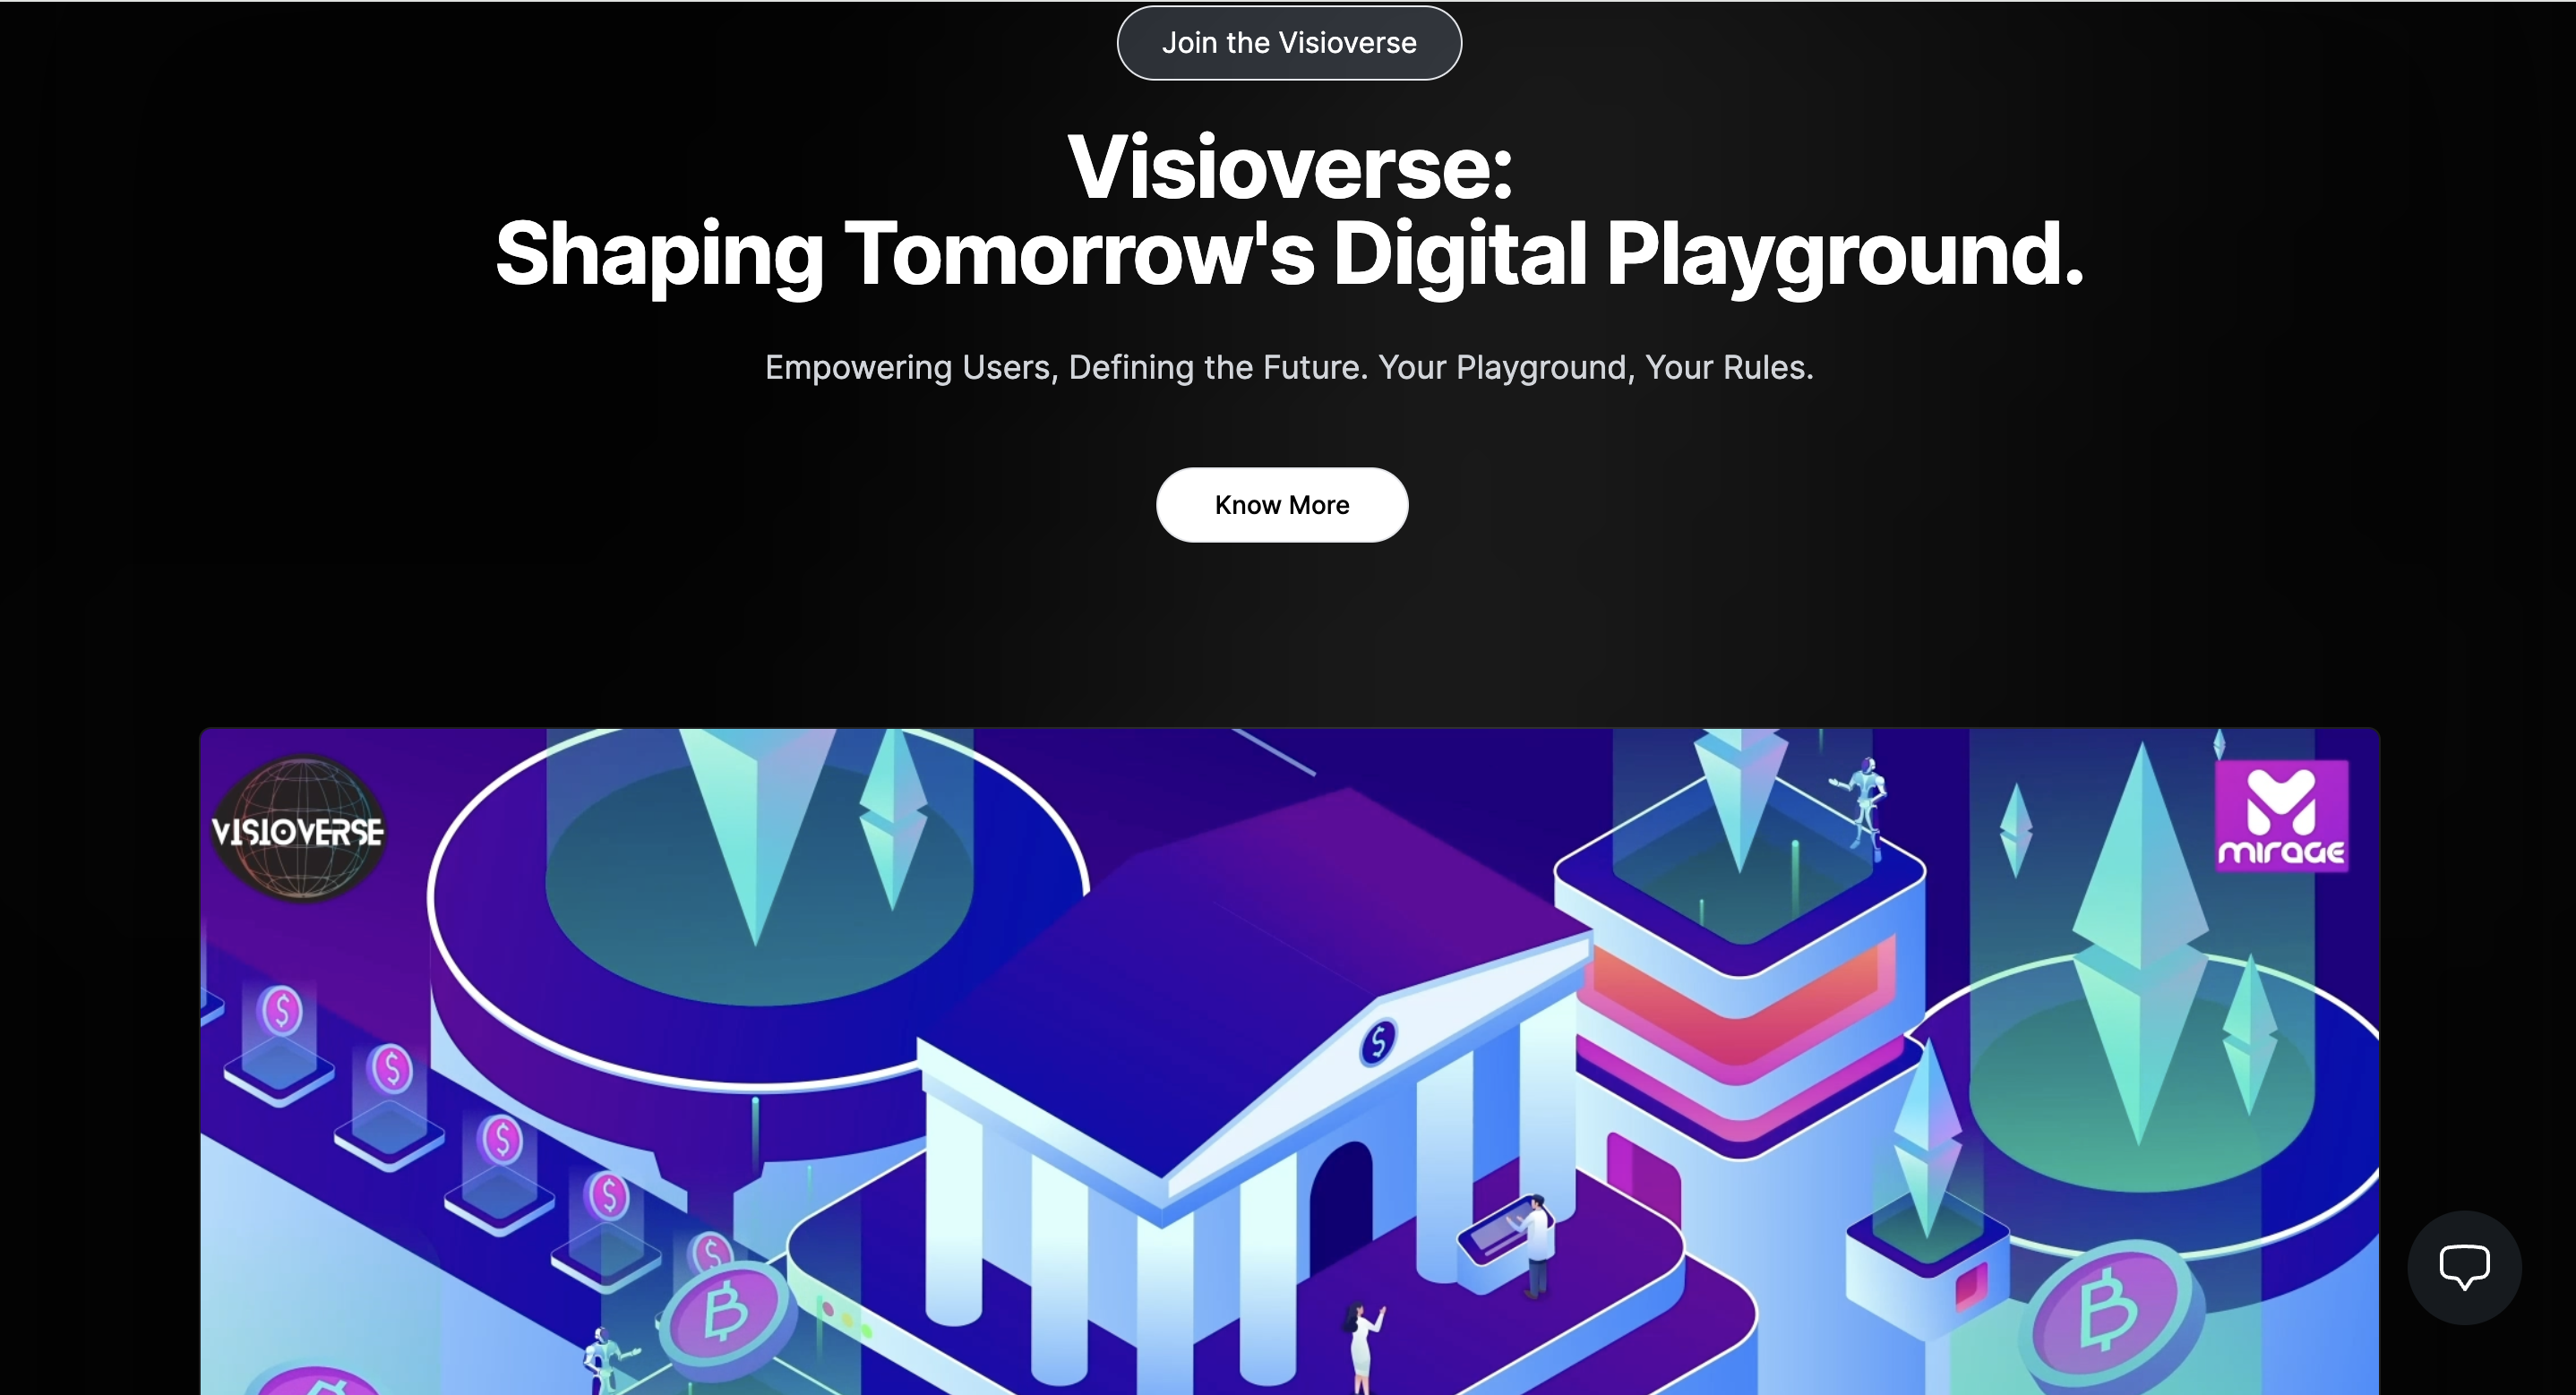 Join the Visioverse
Visioverse:
Shaping Tomorrow's Digital Playground.
Empowering Users, Defining the Future. Your Playground, Your Rules.
Know More
VISIOVERSE
mirage
$
$
$
$
$
$